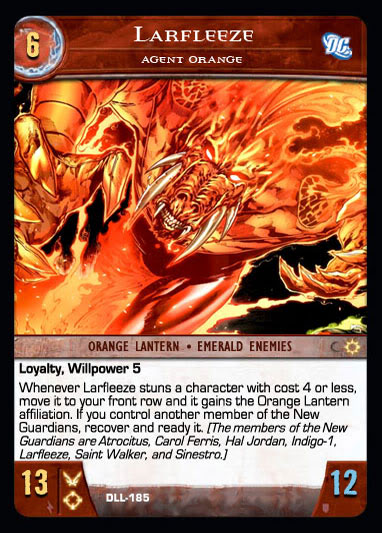 6
LARFLEEZE
AGENT ORANGE
DC
ORANGE LANTERN • EMERALD ENEMIES
C
Loyalty, Willpower 5
Whenever Larfleeze stuns a character with cost 4 or less,
move it to your front row and it gains the Orange Lantern
affiliation. If you control another member of the New
Guardians, recover and ready it. [The members of the New
Guardians are Atrocitus, Carol Ferris, Hal Jordan, Indigo-1,
Larfleeze, Saint Walker, and Sinestro.]
13
DLL-185
12